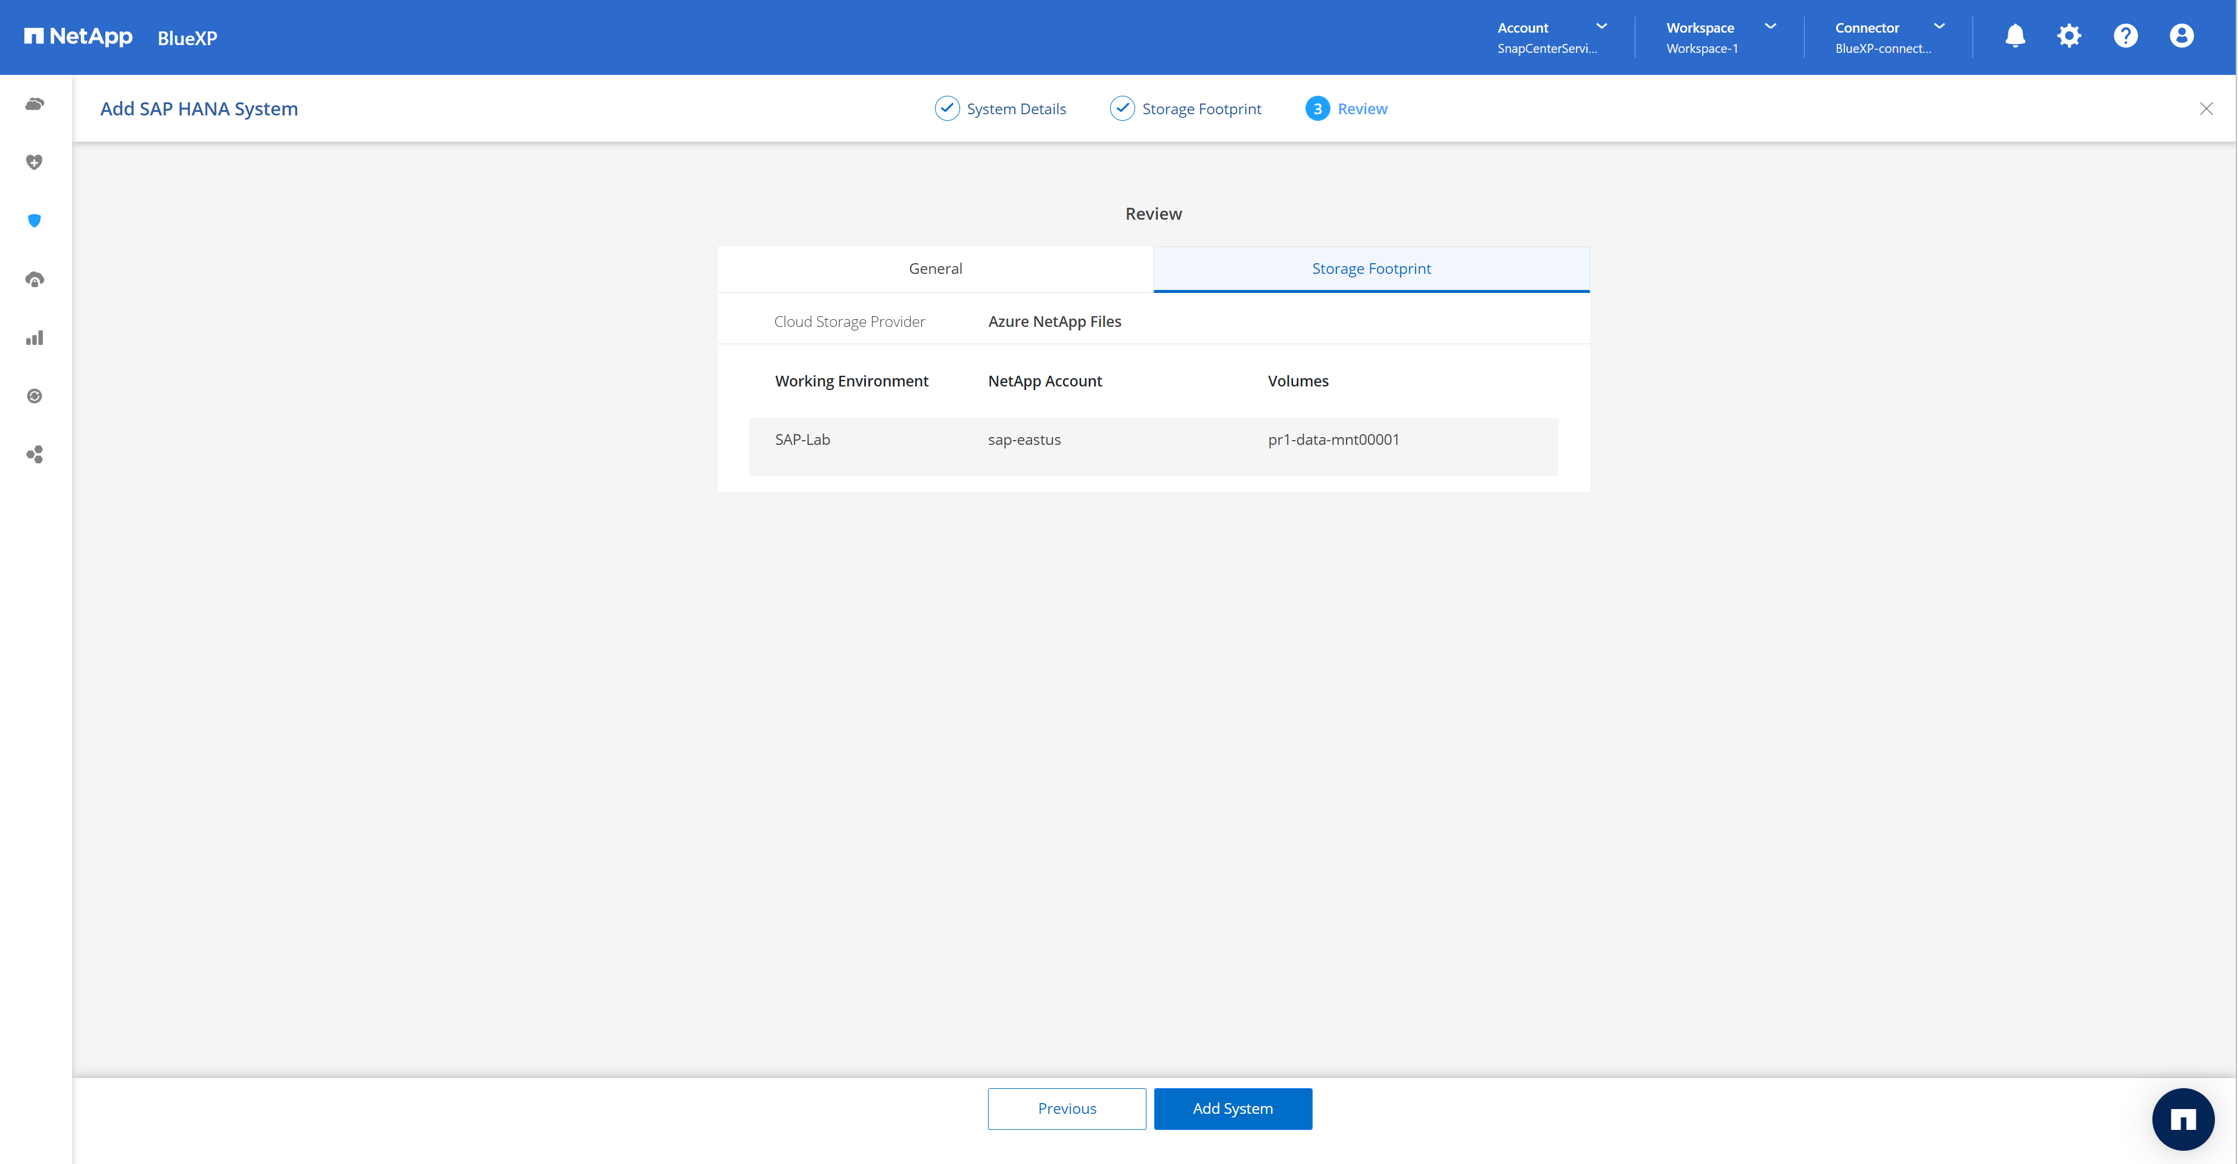 NetApp BlueXP
Account
SnapCenterServi...
Workspace
Workspace-1
Connector
BlueXP-connect...
?
Add SAP HANA System
System Details
Storage Footprint
3 Review
Review
General
Storage Footprint
Cloud Storage Provider Azure NetApp Files
Working Environment NetApp Account Volumes
SAP-Lab sap-eastus pr1-data-mnt00001
Previous
Add System